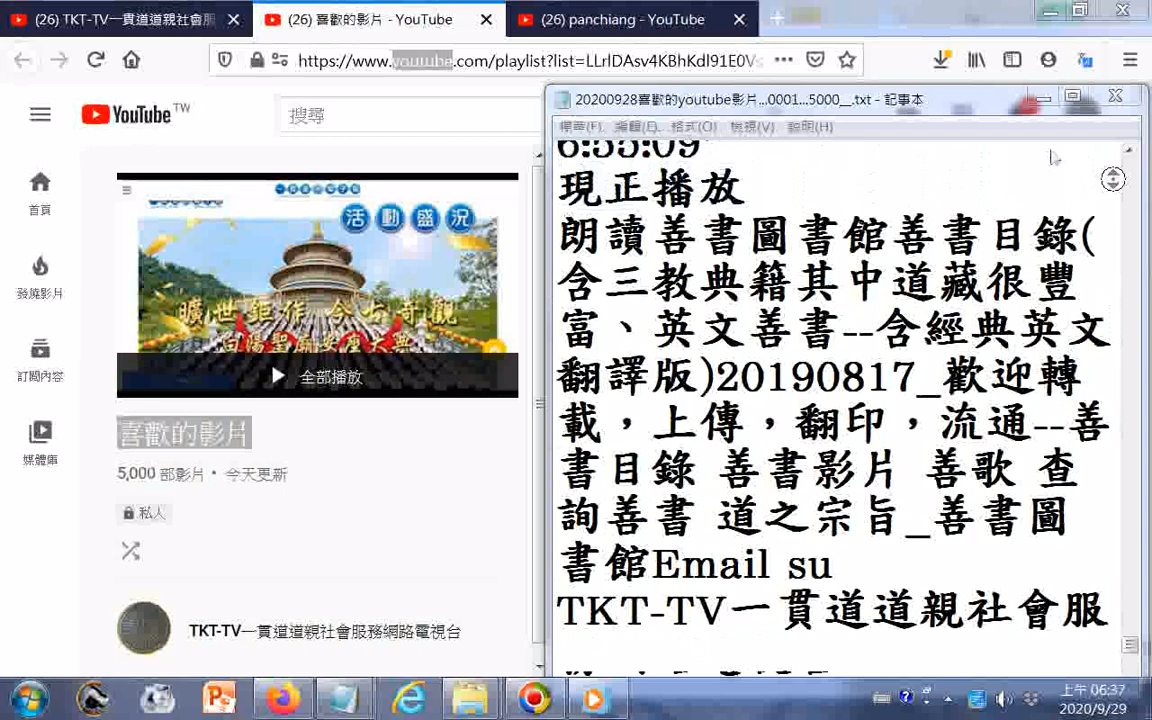 (26) TKT-TV一貫道道親社會服
(26) 喜歡的影片 - YouTube
(26) panchiang - YouTube
https://www.youtube.com/playlist?list=LLrlDAsv4KBhKdl91E0Vs
YouTube TW
搜尋
首頁
發燒影片
訂閱內容
媒體庫
活動盛況
曠世鉅作 今古奇觀
全部播放
喜歡的影片
5,000 部影片・今天更新
私人
TKT-TV一貫道道親社會服務網路電視台
20200928喜歡的youtube影片...0001...5000__.txt - 記事本
檔案(F) 編輯(E) 格式(O) 檢視(V) 說明(H)
6:55:09
現正播放
朗讀善書圖書館善書目錄(
含三教典籍其中道藏很豐
富、英文善書--含經典英文
翻譯版)20190817_歡迎轉
載，上傳，翻印，流通--善
書目錄 善書影片 善歌 查
詢善書 道之宗旨_善書圖
書館Email su
TKT-TV一貫道道親社會服
上午 06:37
2020/9/29